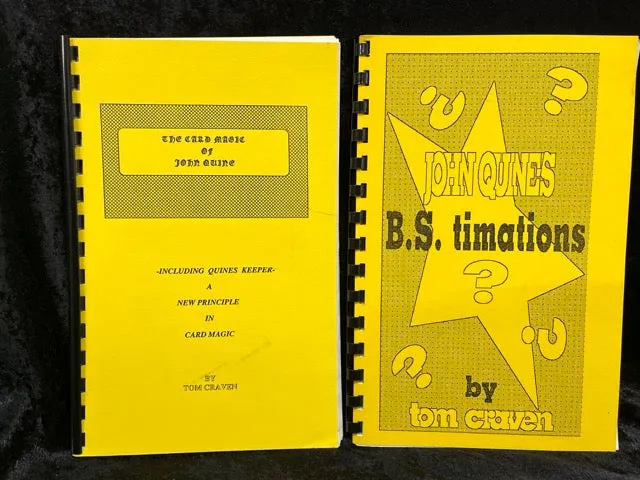 THE CARD MAGIC
OF
JOHN QUINE
-INCLUDING QUINES KEEPER-
A
NEW PRINCIPLE
IN
CARD MAGIC
BY
TOM CRAVEN
? ?
JOHN QUINE'S
B.S. timations
?
? ?
by
tom craven